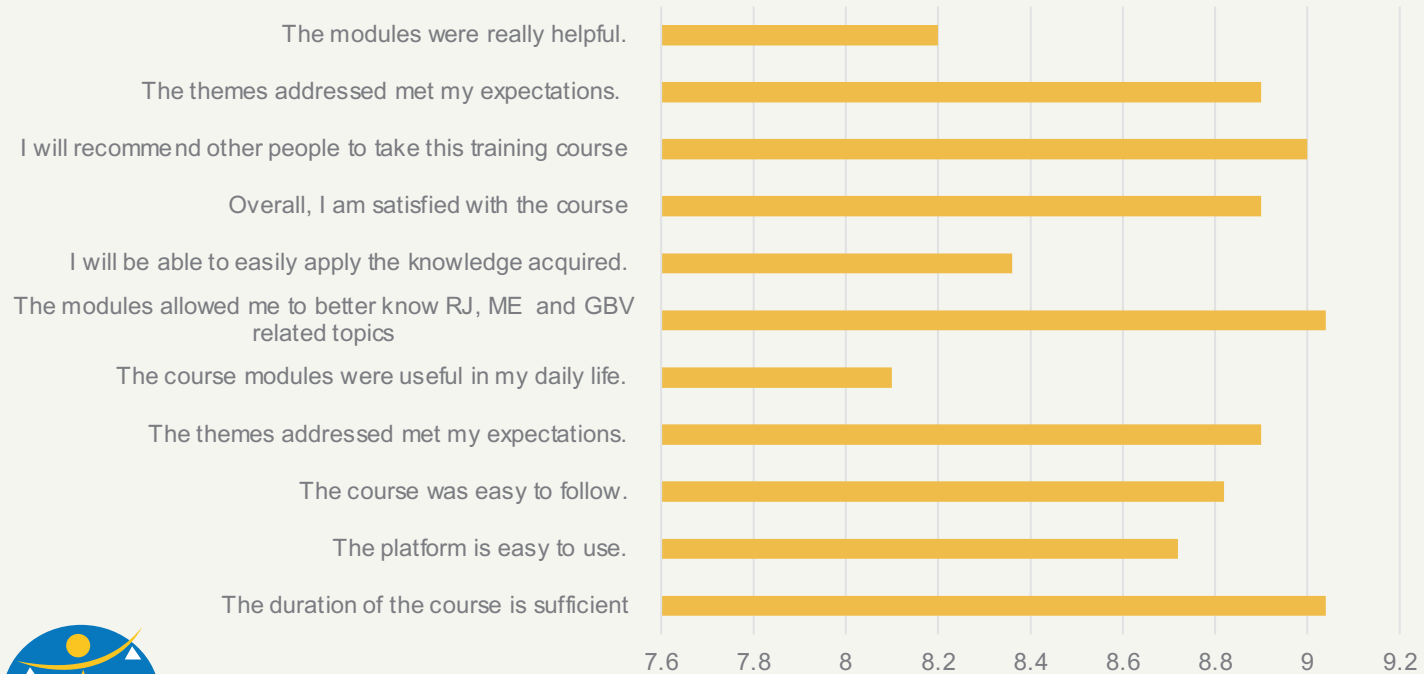 The modules were really helpful.
The themes addressed met my expectations.
I will recommend other people to take this training course
Overall, I am satisfied with the course
I will be able to easily apply the knowledge acquired.
The modules allowed me to better know RJ, ME and GBV
related topics
The course modules were useful in my daily life.
The themes addressed met my expectations.
The course was easy to follow.
The platform is easy to use.
The duration of the course is sufficient
7.6 7.8 8 8.2 8.4 8.6 8.8 9 9.2